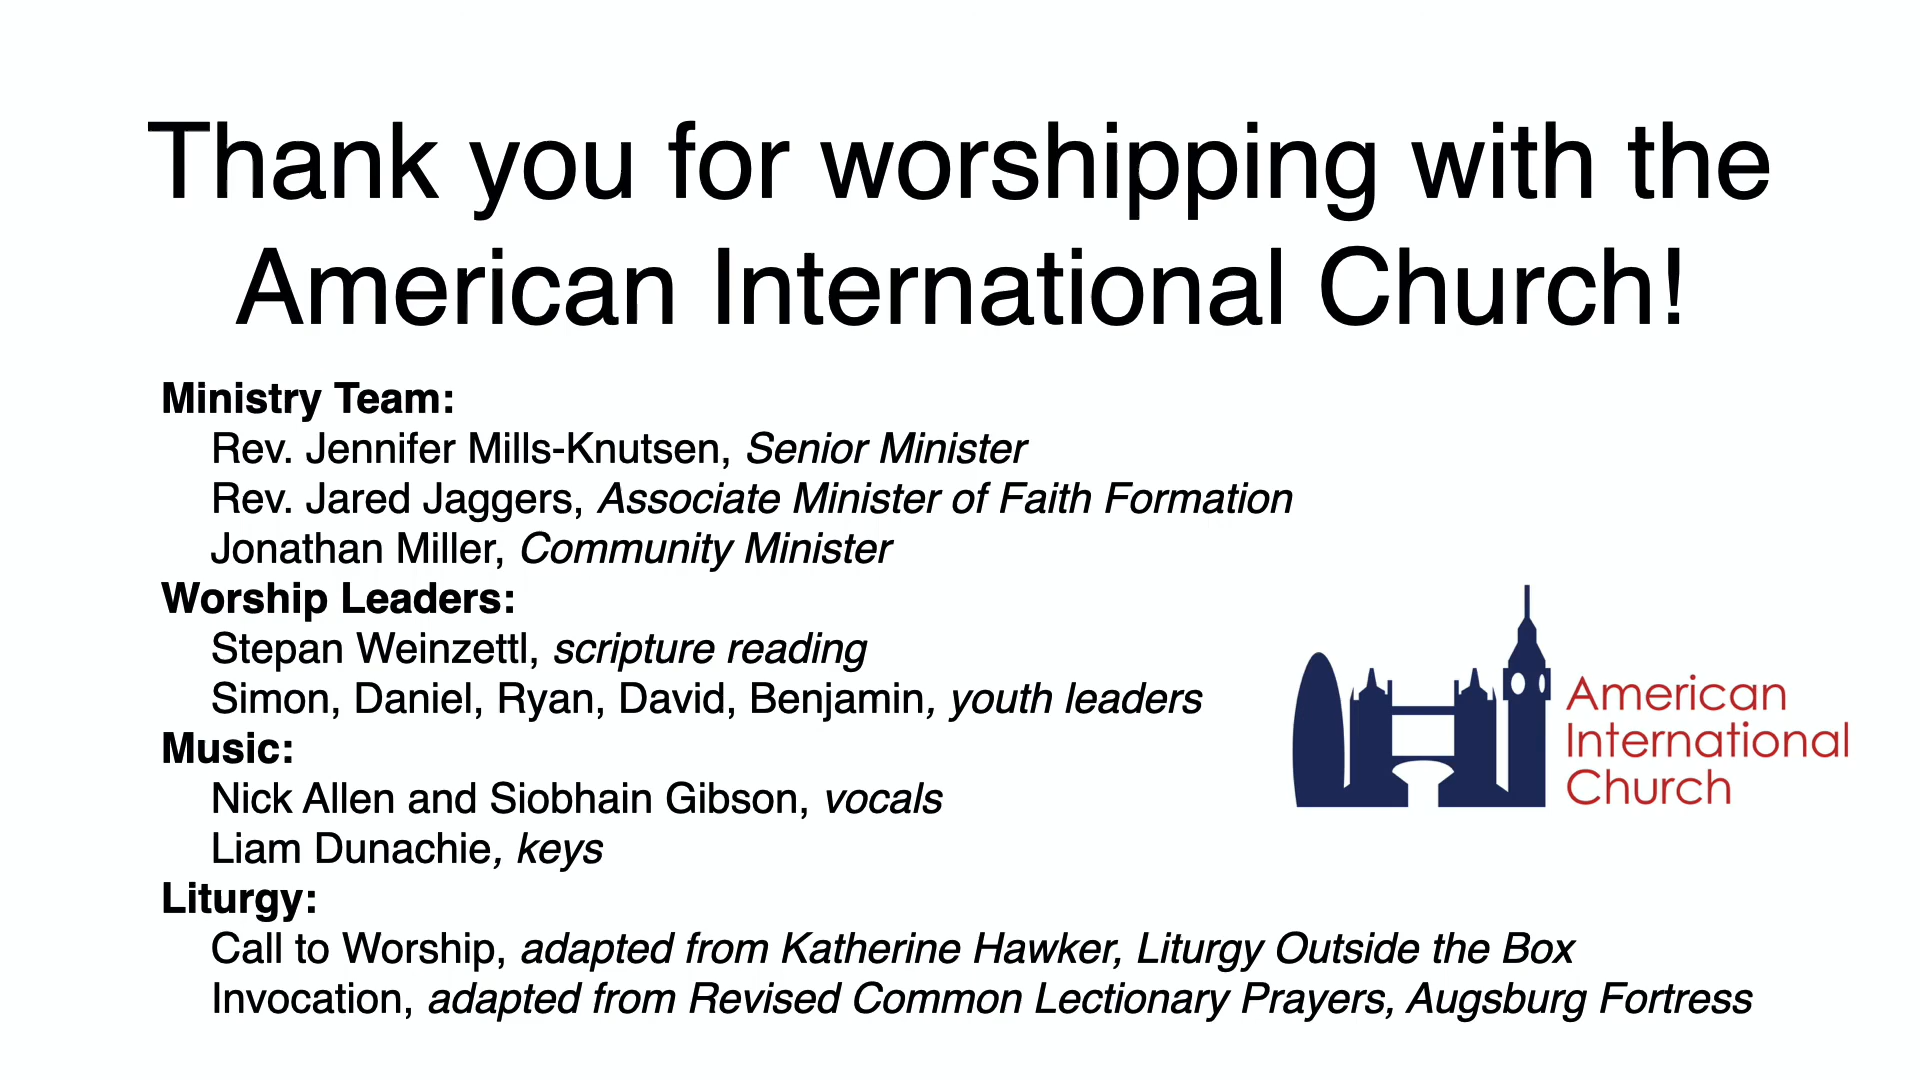 Thank you for worshipping with the
American International Church!
Ministry Team:
Rev. Jennifer Mills-Knutsen, Senior Minister
Rev. Jared Jaggers, Associate Minister of Faith Formation
Jonathan Miller, Community Minister
Worship Leaders:
Stepan Weinzettl, scripture reading
Simon, Daniel, Ryan, David, Benjamin, youth leaders
Music:
Nick Allen and Siobhain Gibson, vocals
Liam Dunachie, keys
Liturgy:
Call to Worship, adapted from Katherine Hawker, Liturgy Outside the Box
Invocation, adapted from Revised Common Lectionary Prayers, Augsburg Fortress
American
International
Church